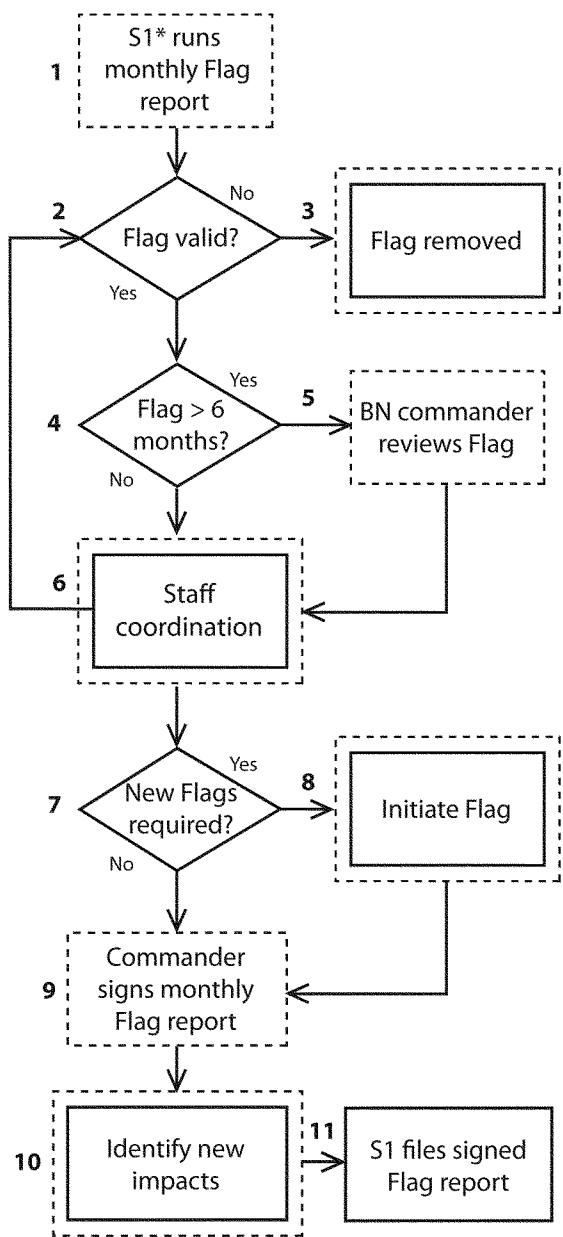 1
S1* runs
monthly Flag
report
2
Flag valid?
No
Yes
3
Flag removed
4
Flag > 6
months?
Yes
No
5
BN commander
reviews Flag
6
Staff
coordination
7
New Flags
required?
Yes
No
8
Initiate Flag
9
Commander
signs monthly
Flag report
10
Identify new
impacts
11
S1 files signed
Flag report